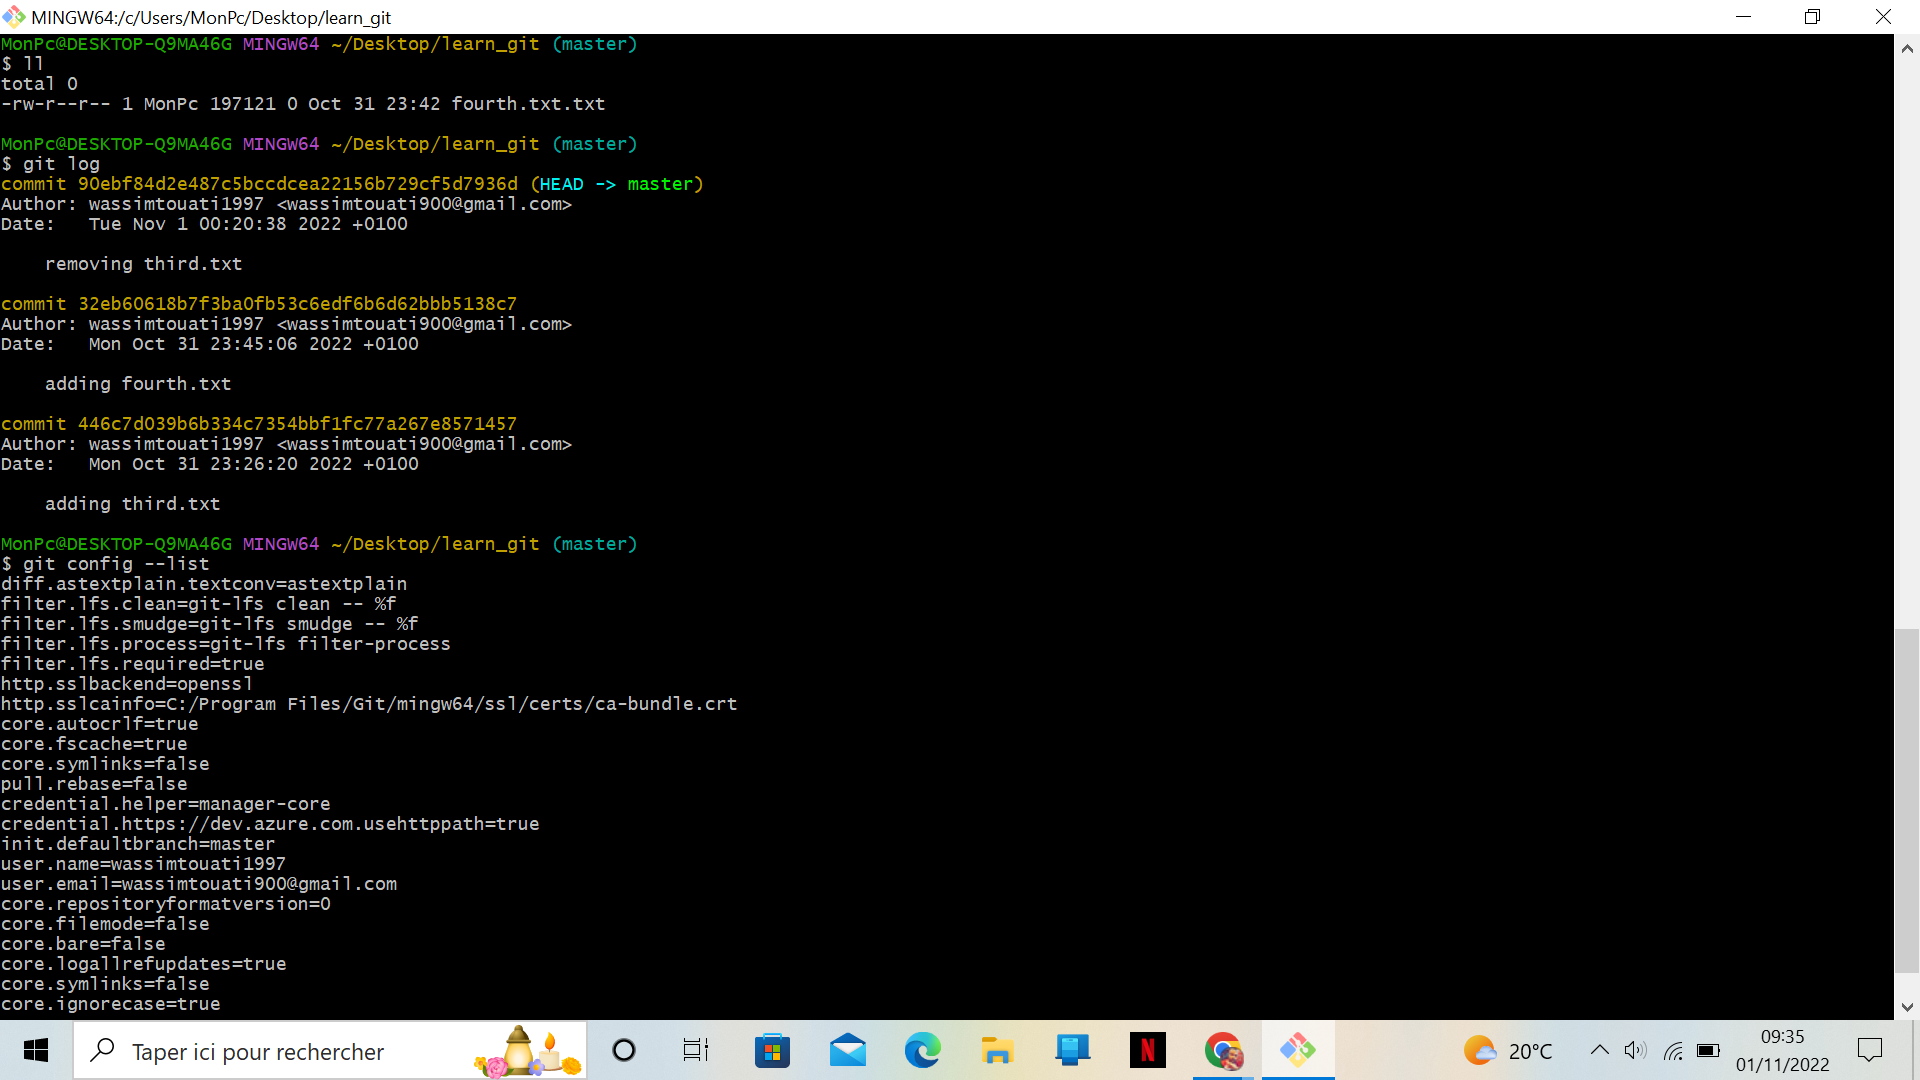 MINGW64:/c/Users/MonPc/Desktop/learn_git
MonPc@DESKTOP-Q9MA46G MINGW64 ~/Desktop/learn_git (master)
$ ll
total 0
-rw-r--r-- 1 MonPc 197121 0 Oct 31 23:42 fourth.txt.txt
MonPc@DESKTOP-Q9MA46G MINGW64 ~/Desktop/learn_git (master)
$ git log
commit 90ebf84d2e487c5bccdcea22156b729cf5d7936d (HEAD -> master)
Author: wassimtouati1997 <wassimtouati900@gmail.com>
Date:   Tue Nov 1 00:20:38 2022 +0100
    removing third.txt
commit 32eb60618b7f3ba0fb53c6edf6b6d62bbb5138c7
Author: wassimtouati1997 <wassimtouati900@gmail.com>
Date:   Mon Oct 31 23:45:06 2022 +0100
    adding fourth.txt
commit 446c7d039b6b334c7354bbf1fc77a267e8571457
Author: wassimtouati1997 <wassimtouati900@gmail.com>
Date:   Mon Oct 31 23:26:20 2022 +0100
    adding third.txt
MonPc@DESKTOP-Q9MA46G MINGW64 ~/Desktop/learn_git (master)
$ git config --list
diff.astextplain.textconv=astextplain
filter.lfs.clean=git-lfs clean -- %f
filter.lfs.smudge=git-lfs smudge -- %f
filter.lfs.process=git-lfs filter-process
filter.lfs.required=true
http.sslbackend=openssl
http.sslcainfo=C:/Program Files/Git/mingw64/ssl/certs/ca-bundle.crt
core.autocrlf=true
core.fscache=true
core.symlinks=false
pull.rebase=false
credential.helper=manager-core
credential.https://dev.azure.com.usehttppath=true
init.defaultbranch=master
user.name=wassimtouati1997
user.email=wassimtouati900@gmail.com
core.repositoryformatversion=0
core.filemode=false
core.bare=false
core.logallrefupdates=true
core.symlinks=false
core.ignorecase=true
Taper ici pour rechercher
N
20°C
09:35
01/11/2022